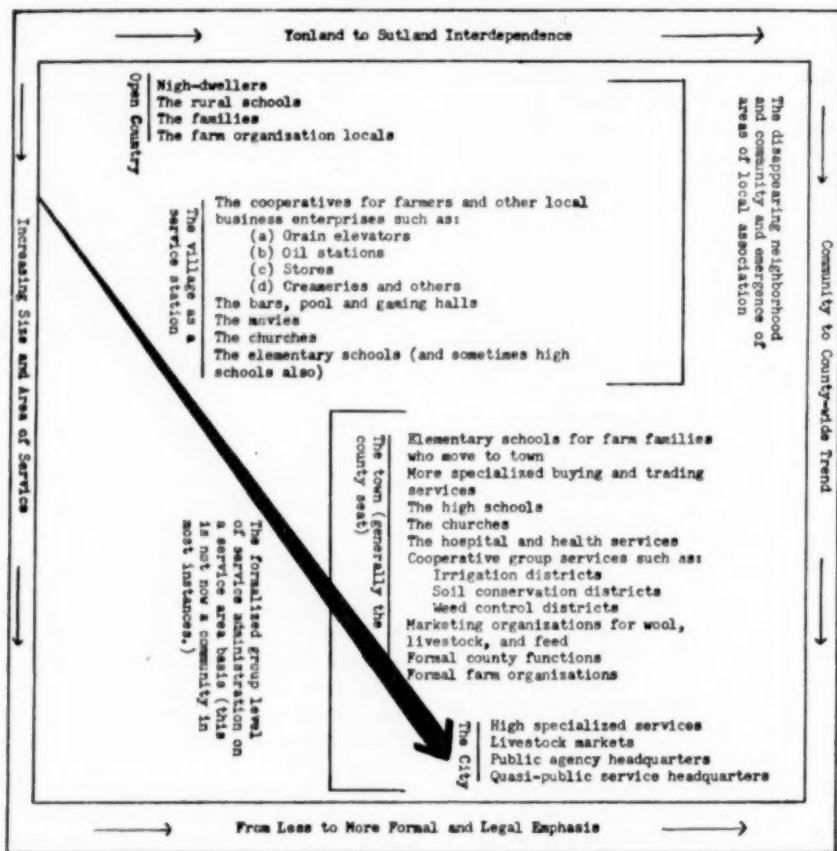 Yonland to Sutland Interdependence
Open Country
Nigh-dwellers
The rural schools
The families
The farm organization locals
The disappearing neighborhood
and community and emergence of
areas of local association
The village as a
service station
The cooperatives for farmers and other local
business enterprises such as:
(a) Grain elevators
(b) Oil stations
(c) Stores
(d) Creameries and others
The bars, pool and gaming halls
The movies
The churches
The elementary schools (and sometimes high
schools also)
Increasing Size and Area of Service
Community to County-wide Trend
The town (generally the
county seat)
Elementary schools for farm families
who move to town
More specialized buying and trading
services
The high schools
The churches
The hospital and health services
Cooperative group services such as:
Irrigation districts
Soil conservation districts
Weed control districts
Marketing organizations for wool,
livestock, and feed
Formal county functions
Formal farm organizations
The formalized group level
of service administration on
a service area basis (this
is not now a community in
most instances.)
The City
High specialized services
Livestock markets
Public agency headquarters
Quasi-public service headquarters
From Less to More Formal and Legal Emphasis